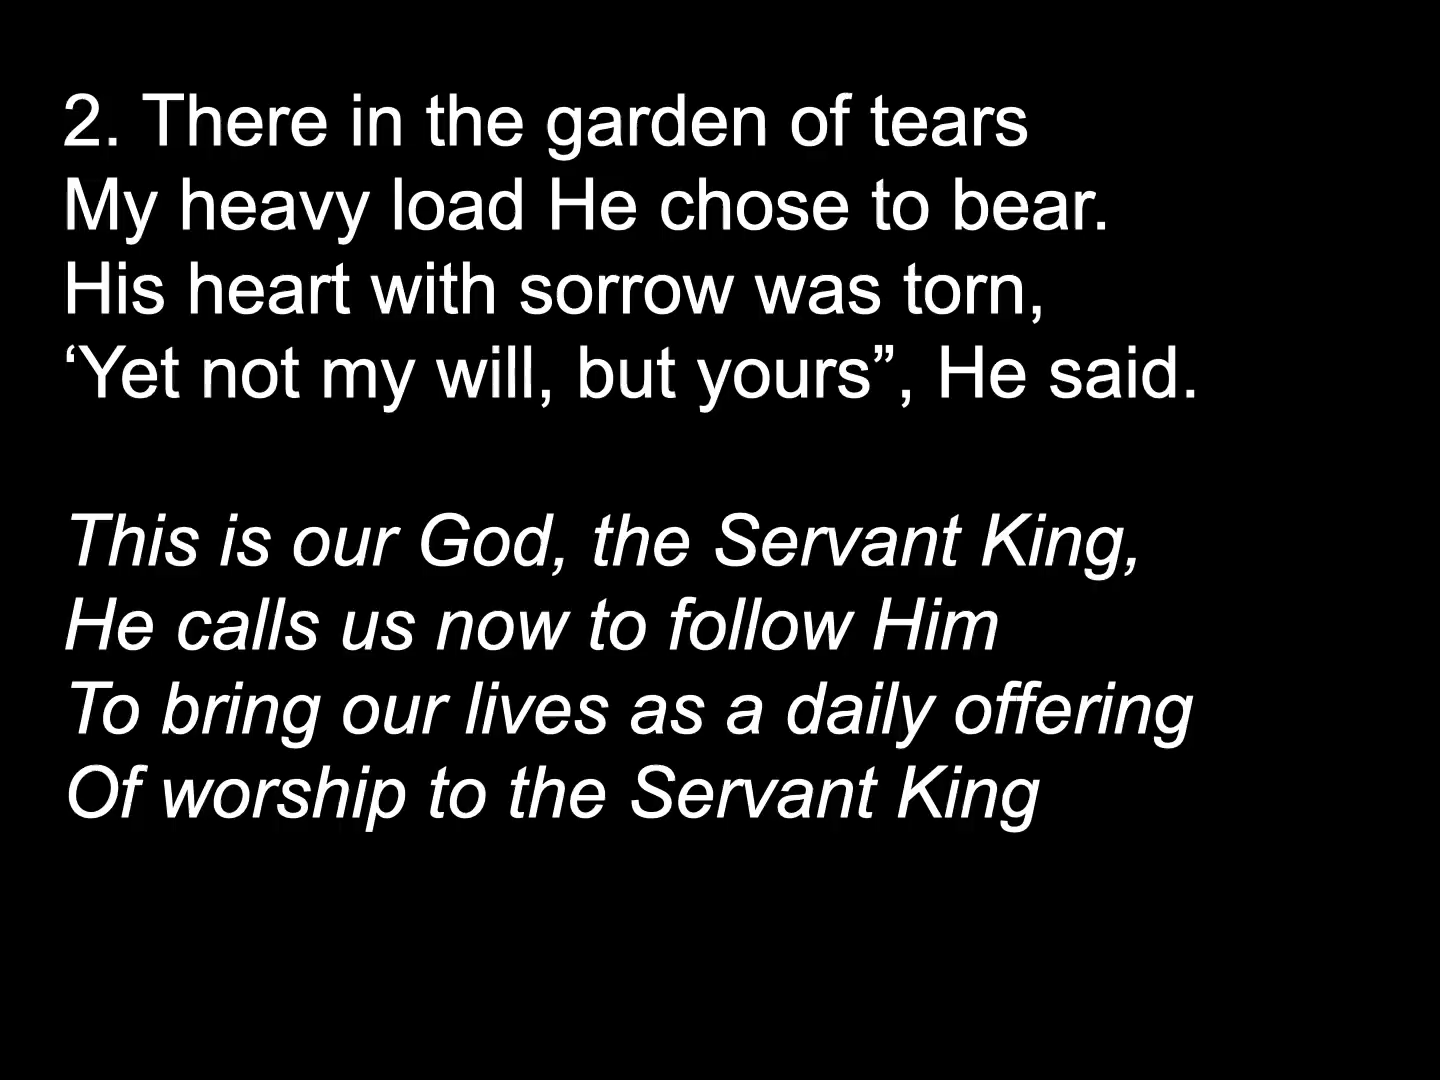 2. There in the garden of tears
My heavy load He chose to bear.
His heart with sorrow was torn,
‘Yet not my will, but yours”, He said.
This is our God, the Servant King,
He calls us now to follow Him
To bring our lives as a daily offering
Of worship to the Servant King